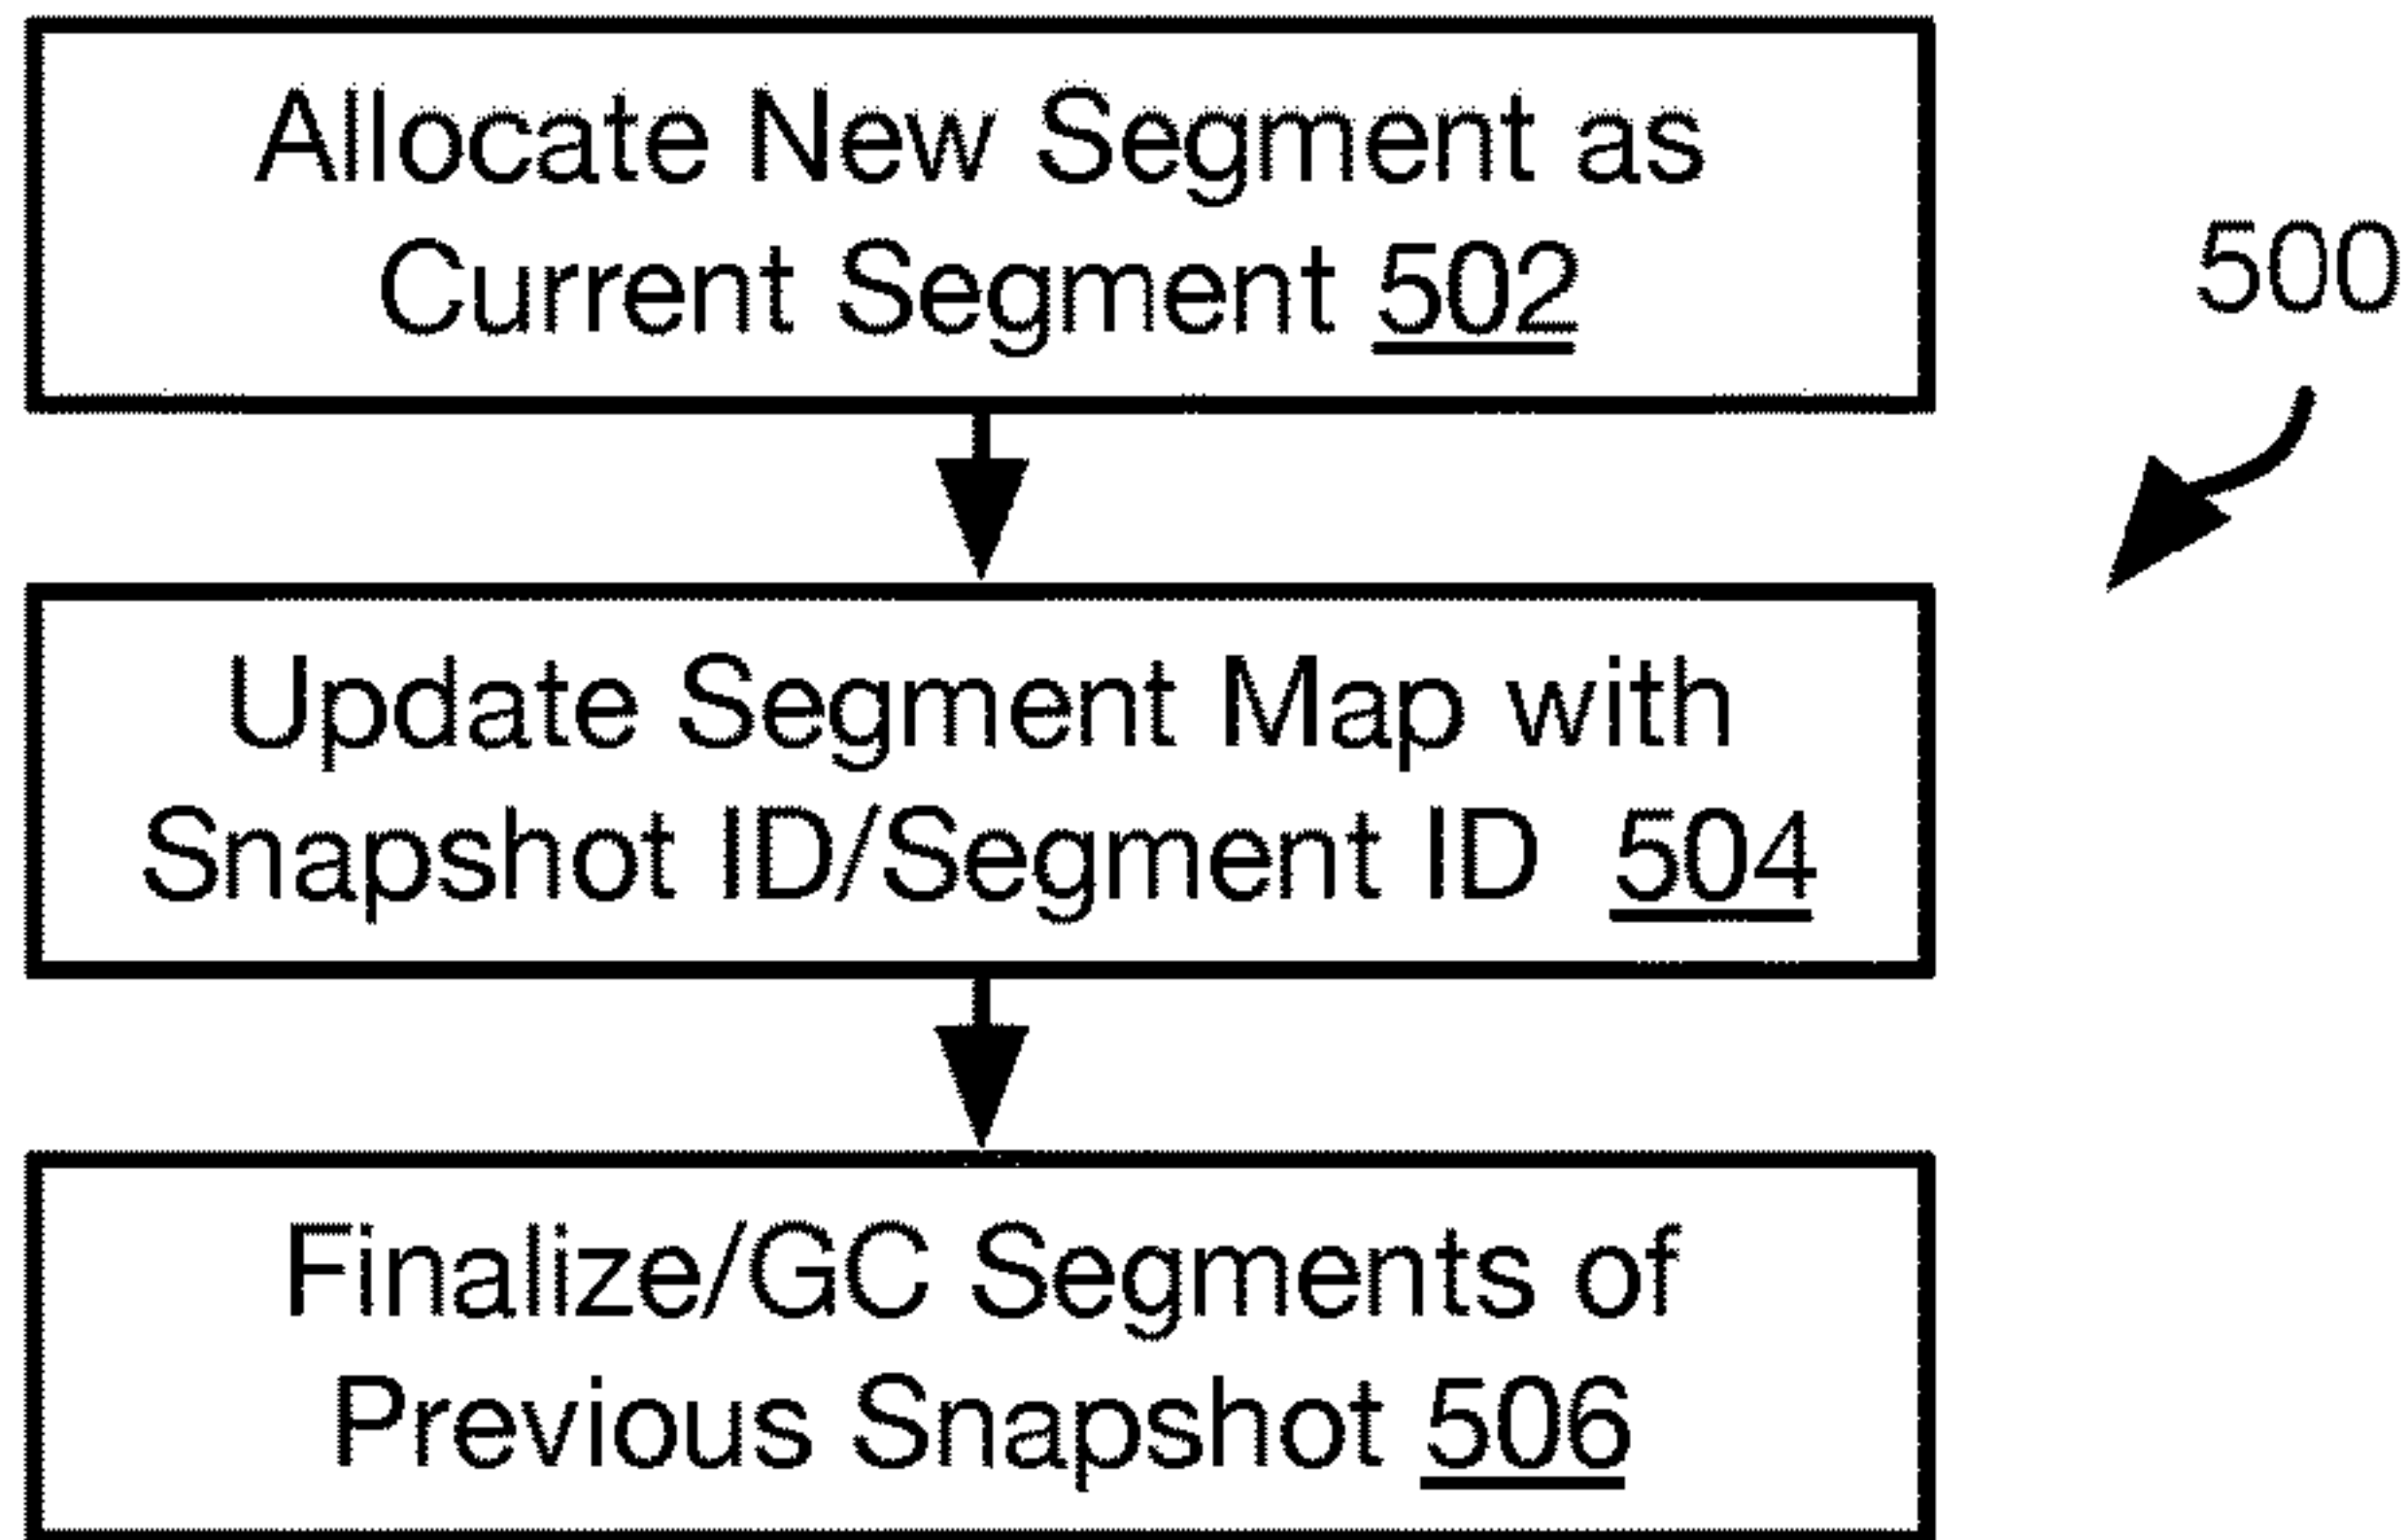 Allocate New Segment as
Current Segment 502
500
Update Segment Map with
Snapshot ID/Segment ID 504
Finalize/GC Segments of
Previous Snapshot 506